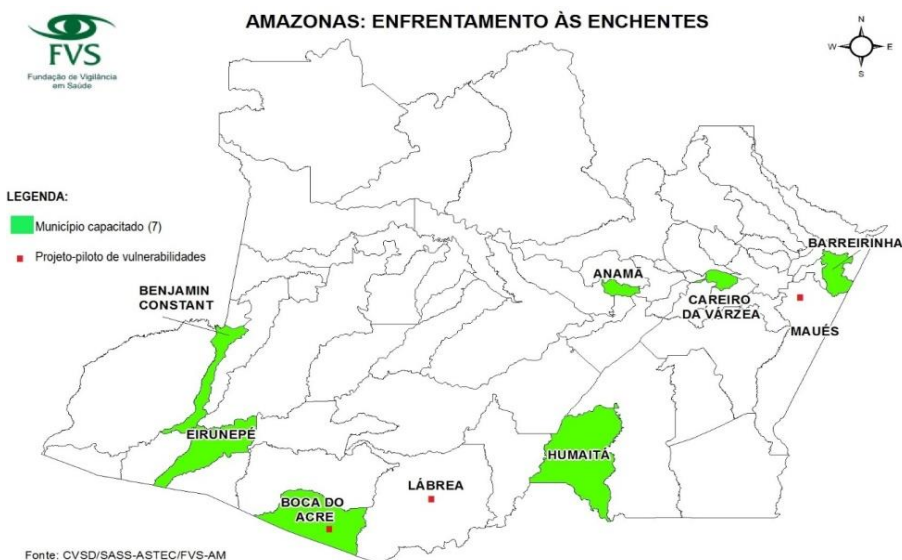 AMAZONAS: ENFRENTAMENTO ÀS ENCHENTES
FVS
Fundação de Vigilância
em Saúde
N
W
E
S
LEGENDA:
Município capacitado (7)
Projeto-piloto de vulnerabilidades
BENJAMIN
CONSTANT
ANAMÃ
CAREIRO
DA VÁRZEA
BARREIRINHA
MAUÉS
EIRUNEPÉ
BOCA DO
ACRE
LÁBREA
HUMAITÁ
Fonte: CVSD/SASS-ASTEC/FVS-AM